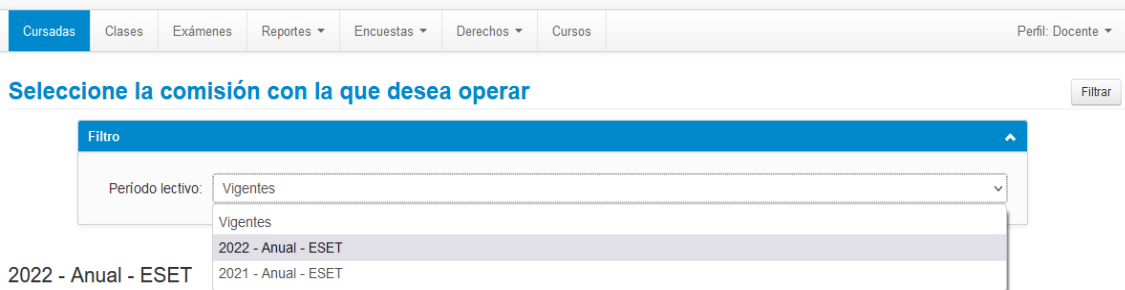 Cursadas Clases Exámenes Reportes Encuestas Derechos Cursos Perfil: Docente
Seleccione la comisión con la que desea operar Filtrar
Filtro
Período lectivo: Vigentes
Vigentes
2022 - Anual - ESET
2021 - Anual - ESET
2022 - Anual - ESET